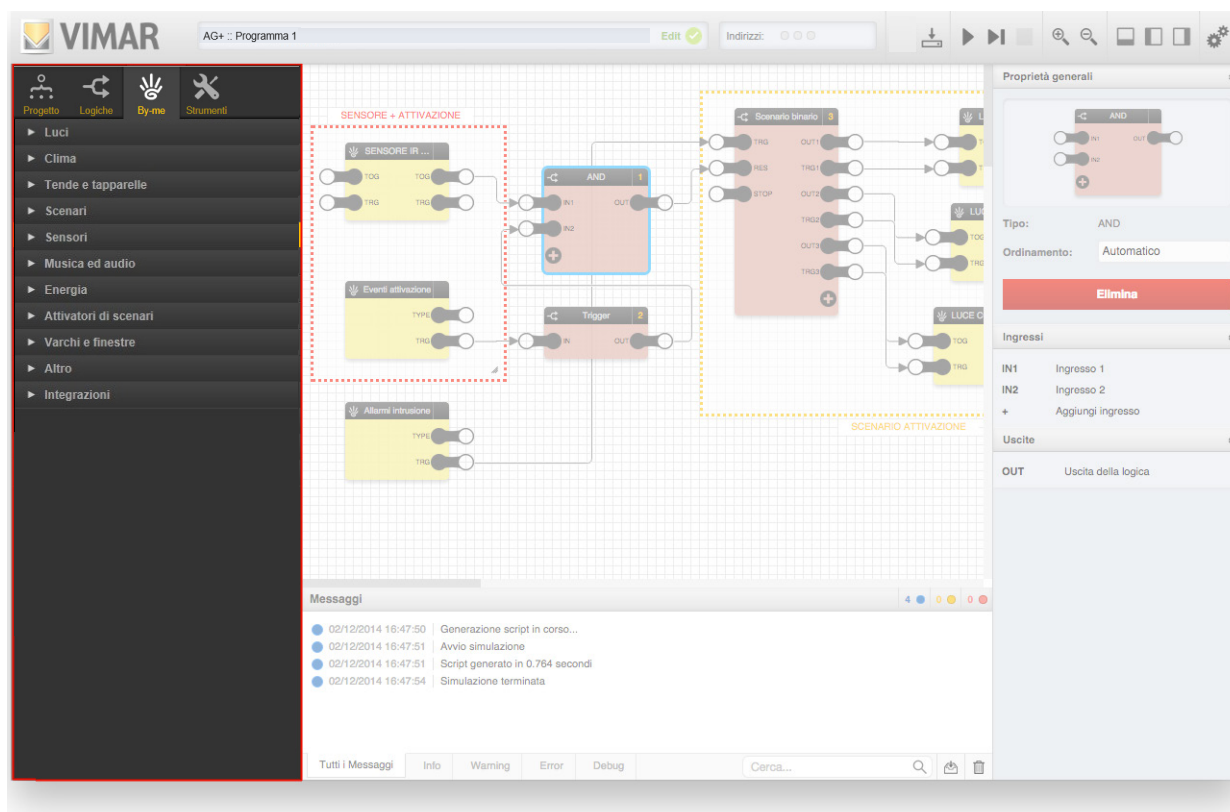 VIMAR
AG+ :: Programma 1
Edit
Indirizzi:
Progetto
Logiche
By-me
Strumenti
Luci
Clima
Tende e tapparelle
Scenari
Sensori
Musica ed audio
Energia
Attivatori di scenari
Varchi e finestre
Altro
Integrazioni
SENSORE + ATTIVAZIONE
SENSORE IR ...
TOG TOG
TRG TRG
Eventi attivazione
TYPE
TRG
Allarmi intrusione
TYPE
TRG
AND 1
IN1 OUT
IN2
Trigger 2
IN OUT
Scenario binario 3
TRG OUT1
RES TRG1
STOP OUT2
TRG2
OUT3
TRG3
LUC
TOG
TRG
LUCE C
TOG
TRG
SCENARIO ATTIVAZIONE
Proprietà generali
AND
IN1 OUT
IN2
Tipo: AND
Ordinamento: Automatico
Elimina
Ingressi
IN1 Ingresso 1
IN2 Ingresso 2
+ Aggiungi ingresso
Uscite
OUT Uscita della logica
Messaggi
4 0 0
02/12/2014 16:47:50 Generazione script in corso...
02/12/2014 16:47:51 Avvio simulazione
02/12/2014 16:47:51 Script generato in 0.764 secondi
02/12/2014 16:47:54 Simulazione terminata
Tutti i Messaggi
Info
Warning
Error
Debug
Cerca...